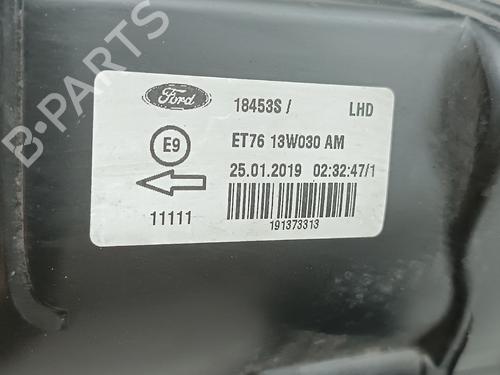 Ford
18453S / LHD
E9
ET76 13W030 AM
25.01.2019 02:32:47/1
11111
191373313
B-PARTS